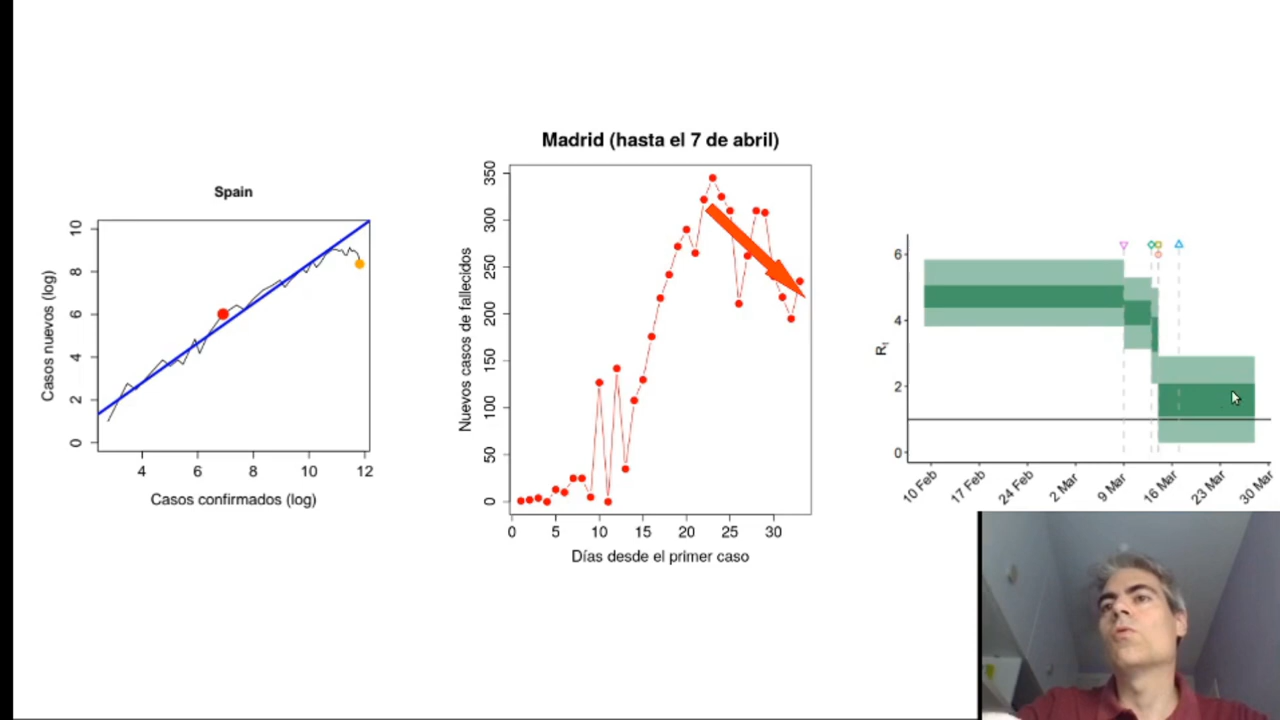 Spain
Casos nuevos (log)
10
8
6
4
2
0
4 6 8 10 12
Casos confirmados (log)
Madrid (hasta el 7 de abril)
Nuevos casos de fallecidos
350
300
250
200
150
100
50
0
0 5 10 15 20 25 30
Días desde el primer caso
Rt
6
4
2
0
10 Feb 17 Feb 24 Feb 2 Mar 9 Mar 16 Mar 23 Mar 30 Mar